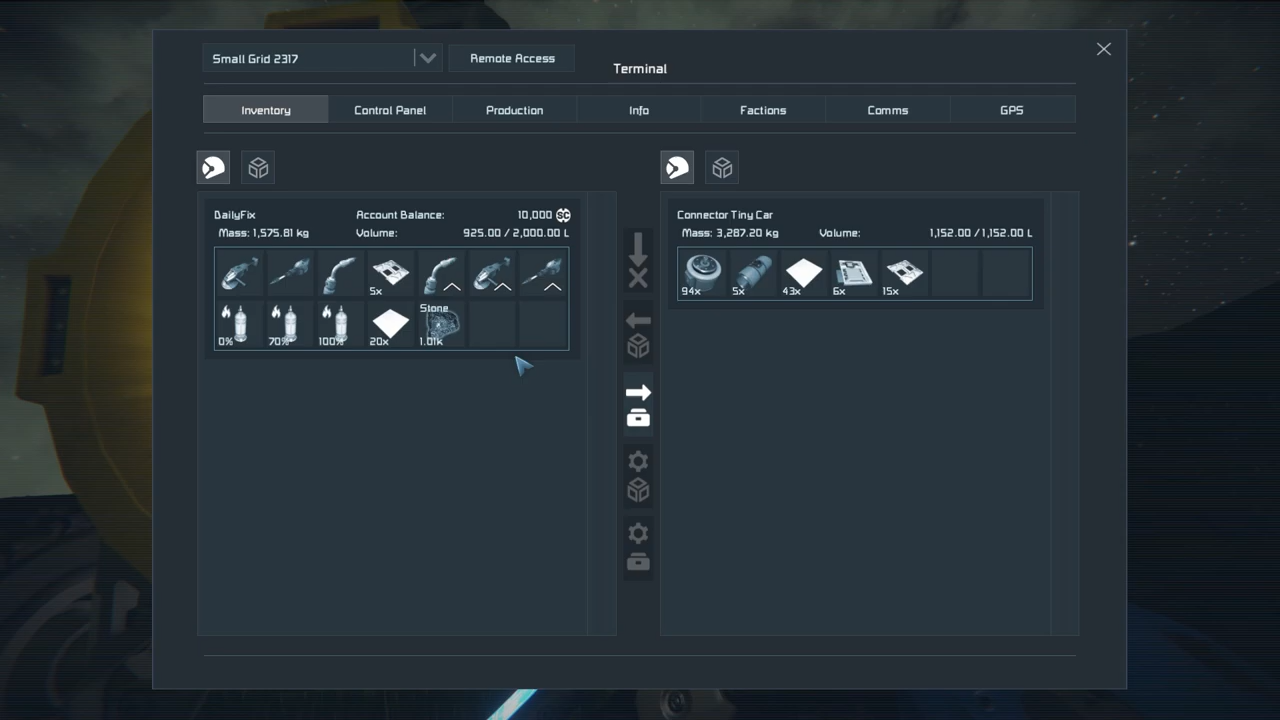 Small Grid 2317
Remote Access
Terminal
Inventory
Control Panel
Production
Info
Factions
Comms
GPS
DailyFix
Account Balance: 10,000 SC
Mass: 1,575.81 kg
Volume: 925.00 / 2,000.00 L
5x
0%
70%
100%
20x
Stone
1.01k
Connector Tiny Car
Mass: 3,287.20 kg
Volume: 1,152.00 / 1,152.00 L
94x
5x
43x
6x
15x